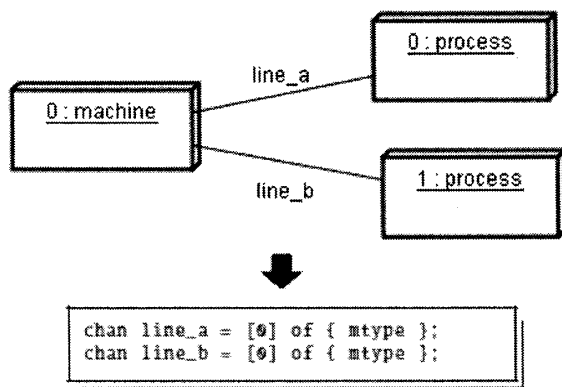 0 : process
line_a
0 : machine
1 : process
line_b
chan line_a = [0] of { mtype };
chan line_b = [0] of { mtype };